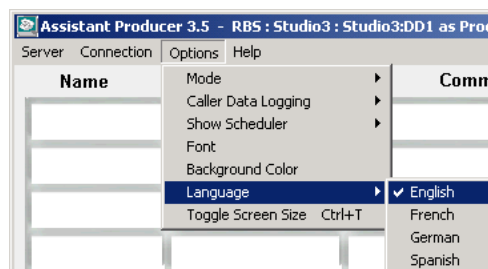 Assistant Producer 3.5 - RBS : Studio3 : Studio3:DD1 as Pro
Server Connection Options Help
Name Comm
Mode
Caller Data Logging
Show Scheduler
Font
Background Color
Language English
Toggle Screen Size Ctrl+T French
German
Spanish